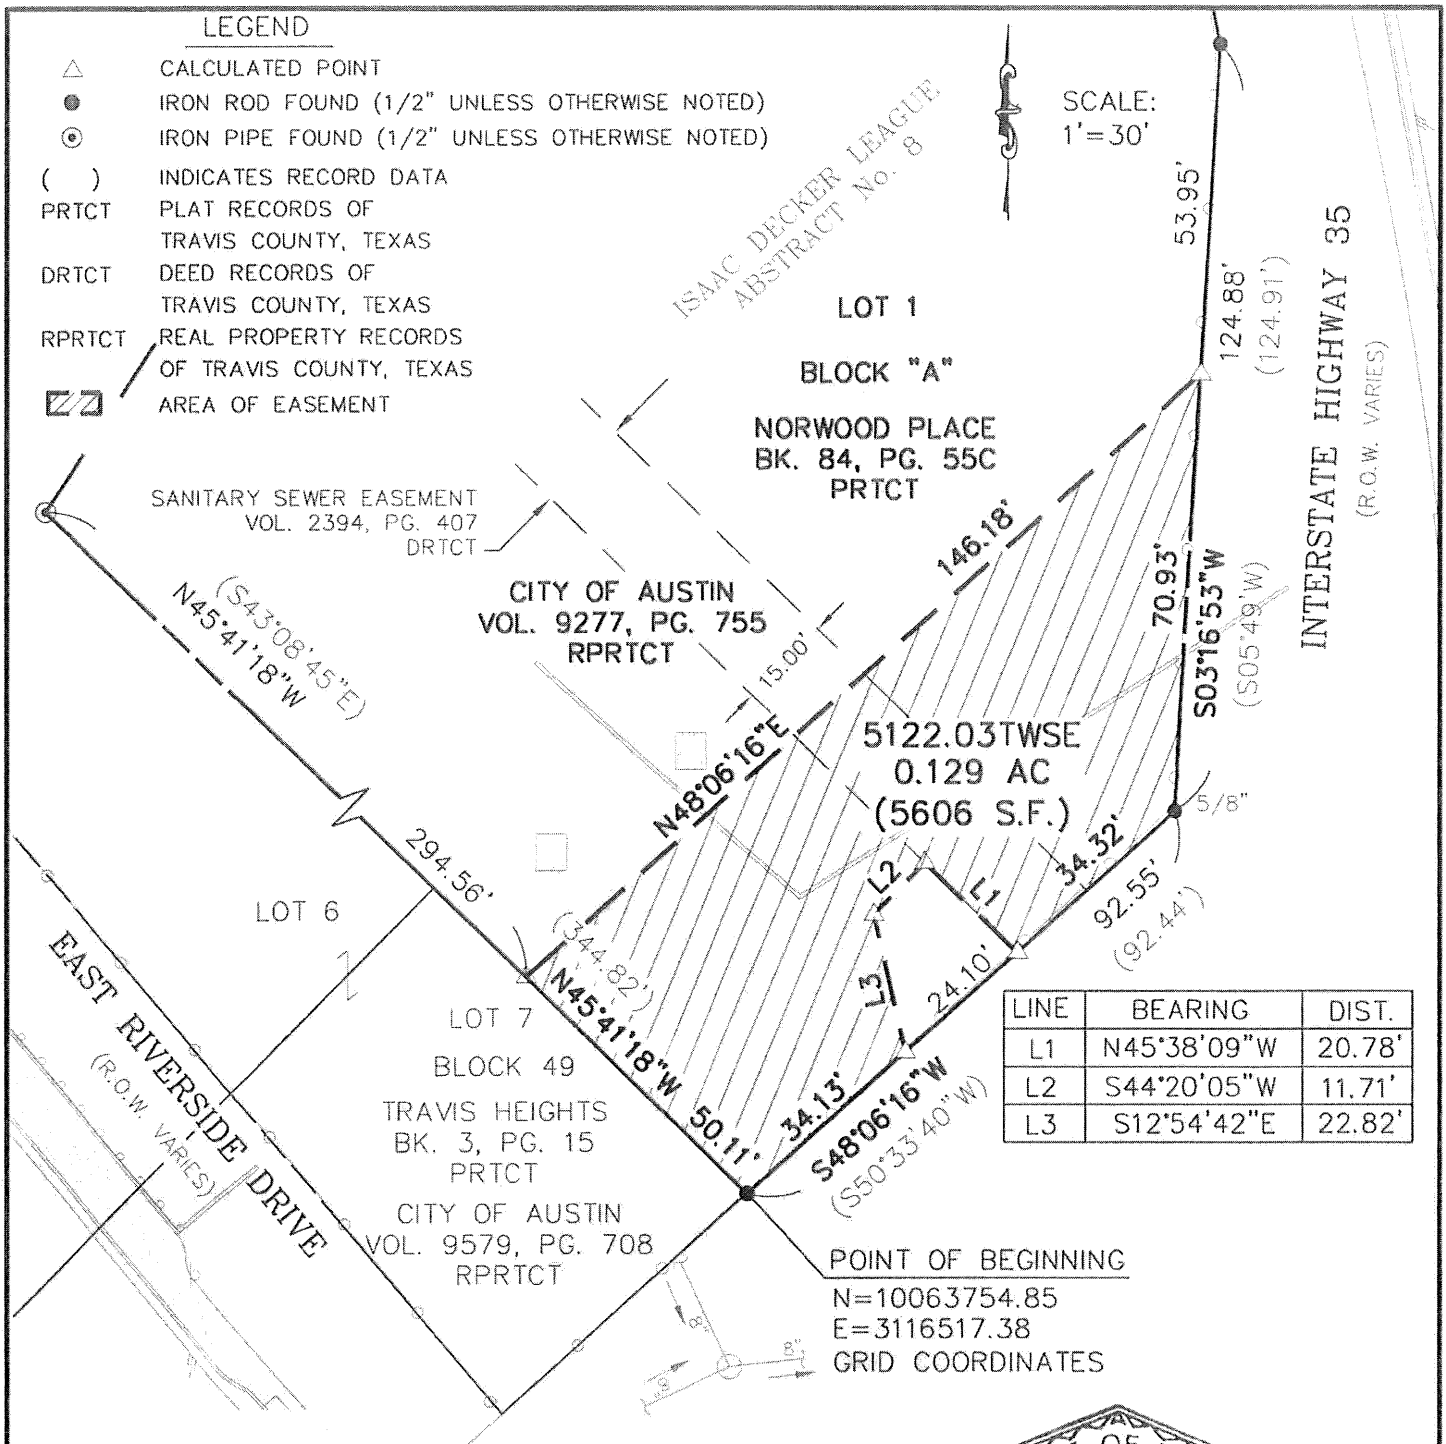 LEGEND
CALCULATED POINT
IRON ROD FOUND (1/2" UNLESS OTHERWISE NOTED)
IRON PIPE FOUND (1/2" UNLESS OTHERWISE NOTED)
( ) INDICATES RECORD DATA
PRTCT PLAT RECORDS OF
TRAVIS COUNTY, TEXAS
DRTCT DEED RECORDS OF
TRAVIS COUNTY, TEXAS
RPRTCT REAL PROPERTY RECORDS
OF TRAVIS COUNTY, TEXAS
AREA OF EASEMENT
ISAAC DECKER LEAGUE
ABSTRACT No. 8
SCALE:
1'=30'
53.95'
124.88'
(124.91')
INTERSTATE HIGHWAY 35
(R.O.W. VARIES)
LOT 1
BLOCK "A"
NORWOOD PLACE
BK. 84, PG. 55C
PRTCT
SANITARY SEWER EASEMENT
VOL. 2394, PG. 407
DRTCT
CITY OF AUSTIN
VOL. 9277, PG. 755
RPRTCT
(S43°08'45"E)
N45°41'18"W
146.18'
70.93'
S03°16'53"W
(S05°49'W)
15.00'
N48°06'16"E
5122.03TWSE
0.129 AC
(5606 S.F.)
5/8"
294.56'
L2
L1
34.32'
92.55'
(92.44')
LOT 6
EAST RIVERSIDE DRIVE
(R.O.W. VARIES)
(344.82')
N45°41'18"W 50.11'
L3
24.10'
34.13'
S48°06'16"W
(S50°33'40"W)
LOT 7
BLOCK 49
TRAVIS HEIGHTS
BK. 3, PG. 15
PRTCT
CITY OF AUSTIN
VOL. 9579, PG. 708
RPRTCT
LINE BEARING DIST.
L1 N45°38'09"W 20.78'
L2 S44°20'05"W 11.71'
L3 S12°54'42"E 22.82'
POINT OF BEGINNING
N=10063754.85
E=3116517.38
GRID COORDINATES
8"
8"
8"
OF